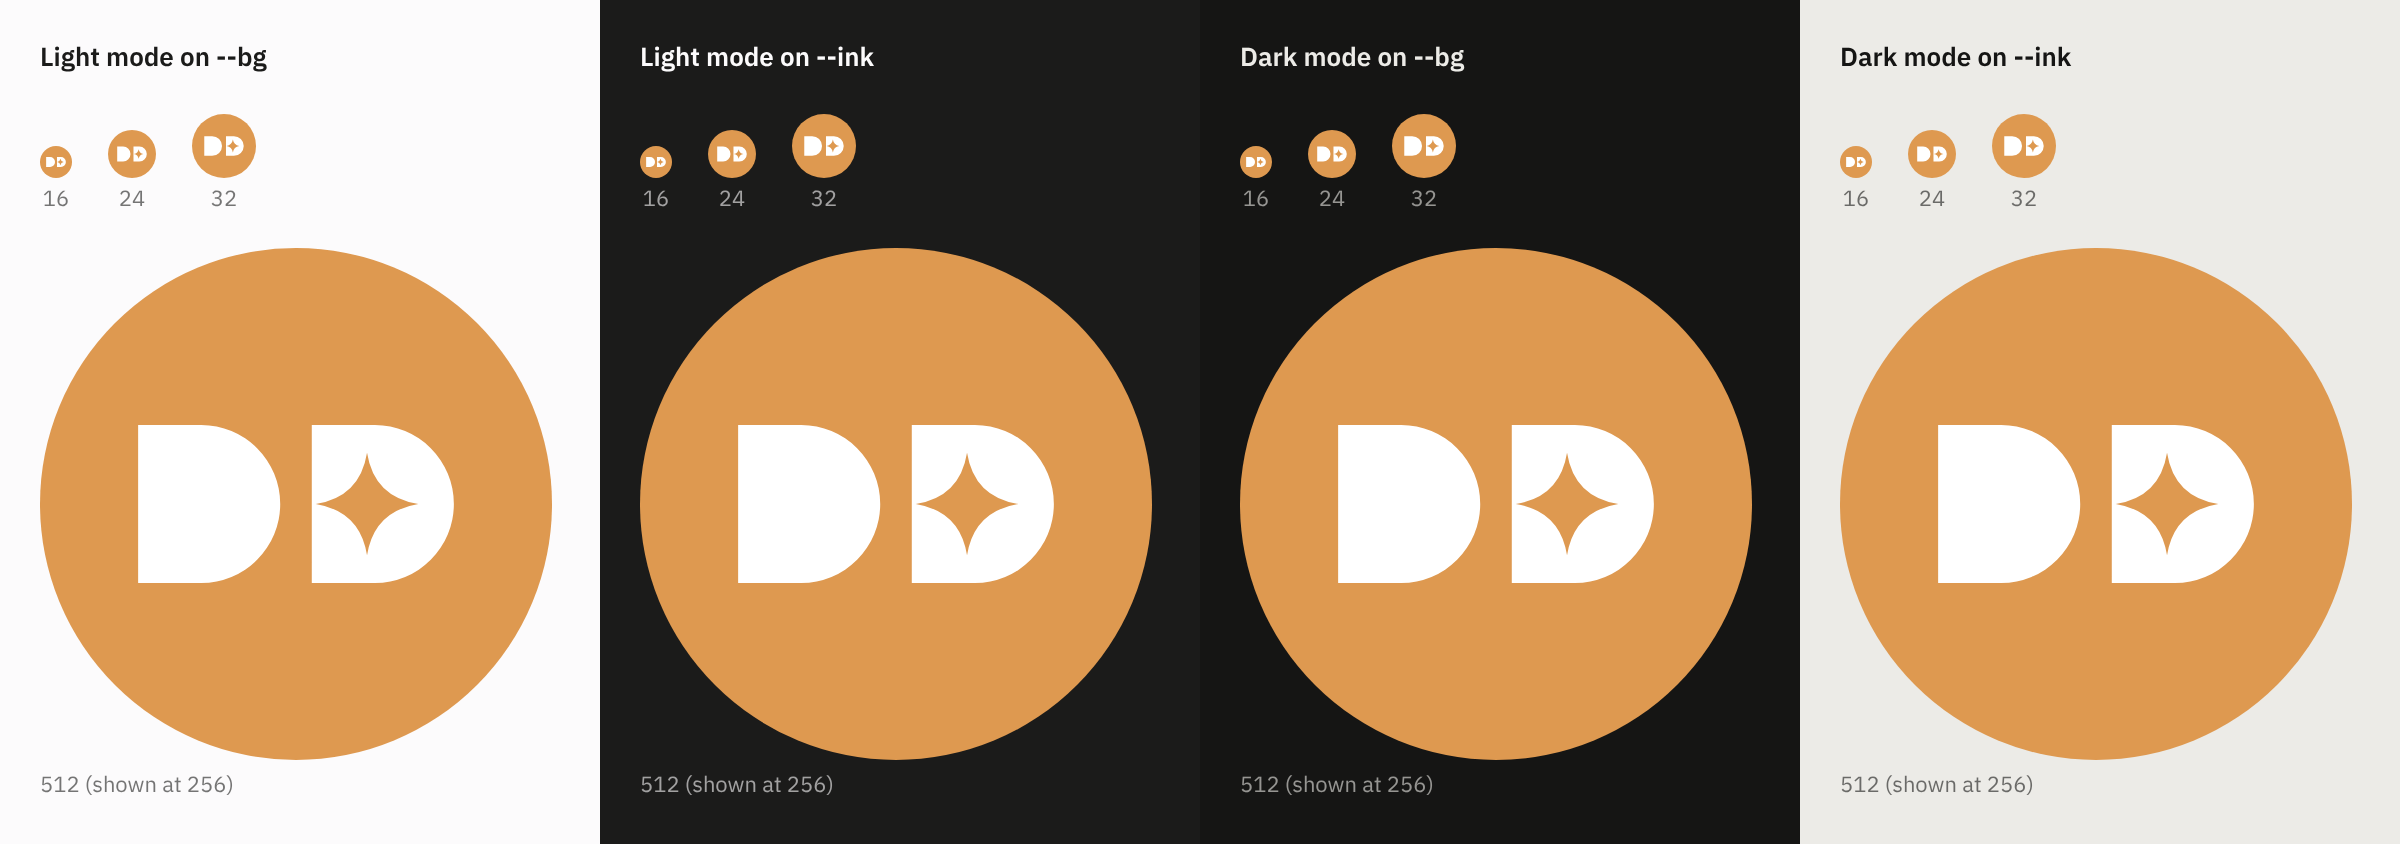 Light mode on --bg
16 24 32
512 (shown at 256)
Light mode on --ink
16 24 32
512 (shown at 256)
Dark mode on --bg
16 24 32
512 (shown at 256)
Dark mode on --ink
16 24 32
512 (shown at 256)